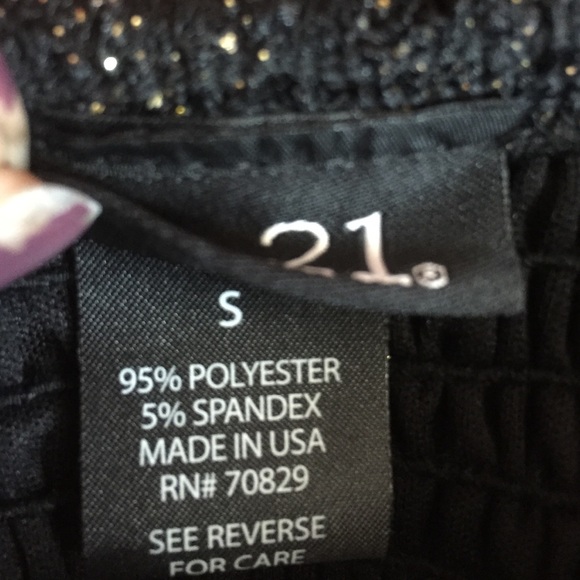 21®
S
95% POLYESTER
5% SPANDEX
MADE IN USA
RN# 70829
SEE REVERSE
FOR CARE